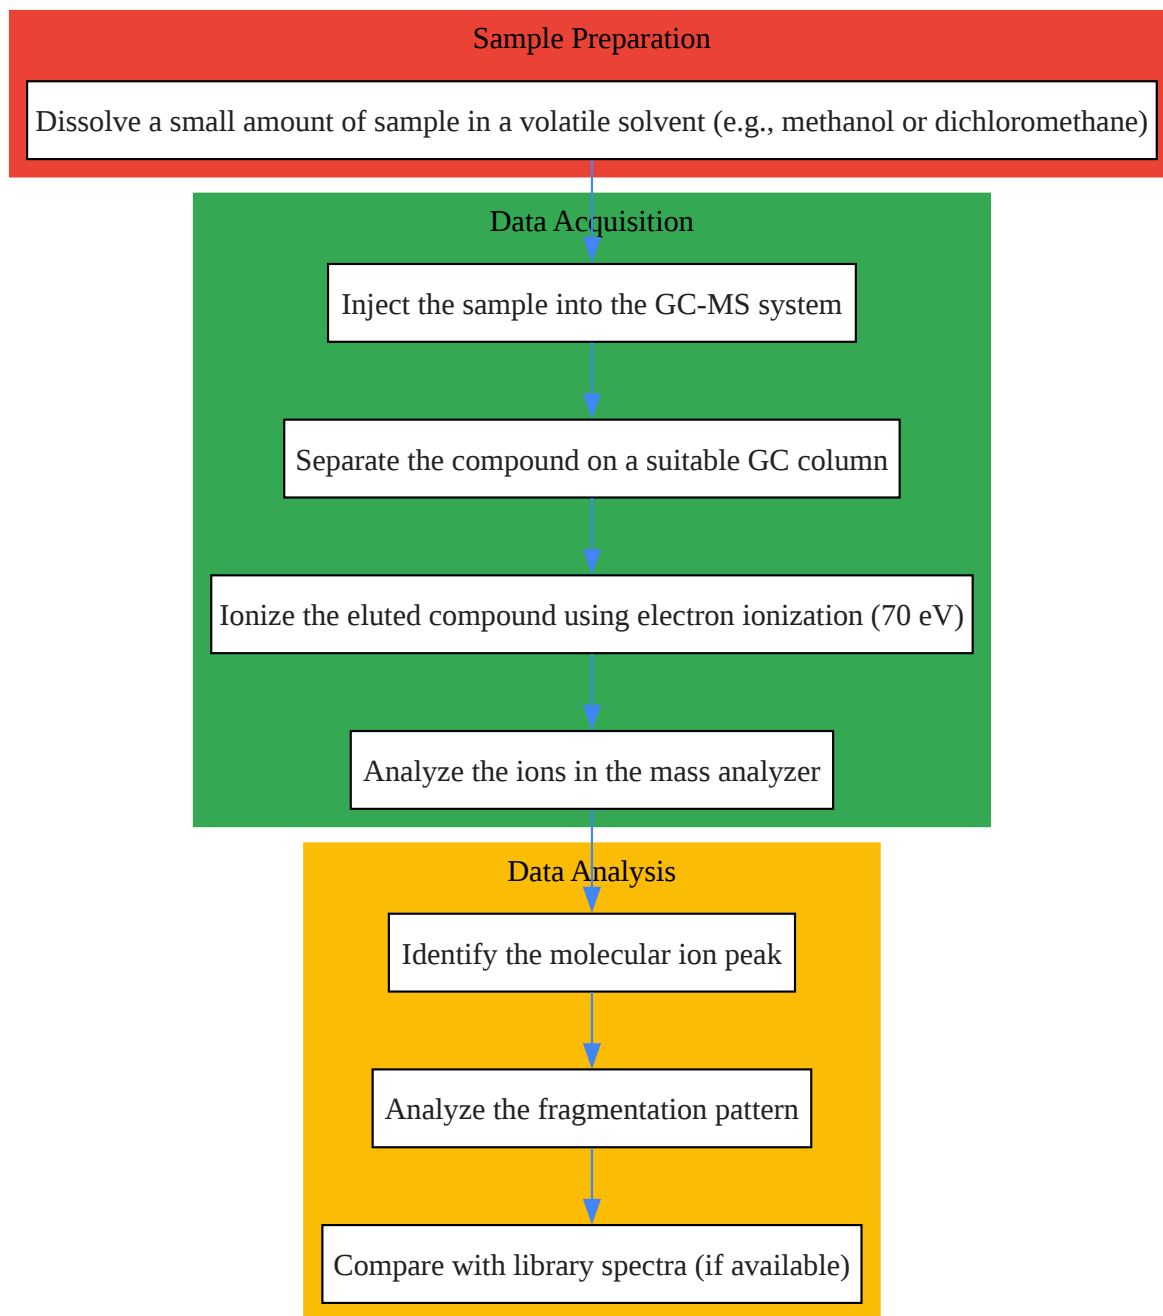 Sample Preparation
Dissolve a small amount of sample in a volatile solvent (e.g., methanol or dichloromethane)
Data Acquisition
Inject the sample into the GC-MS system
Separate the compound on a suitable GC column
Ionize the eluted compound using electron ionization (70 eV)
Analyze the ions in the mass analyzer
Data Analysis
Identify the molecular ion peak
Analyze the fragmentation pattern
Compare with library spectra (if available)